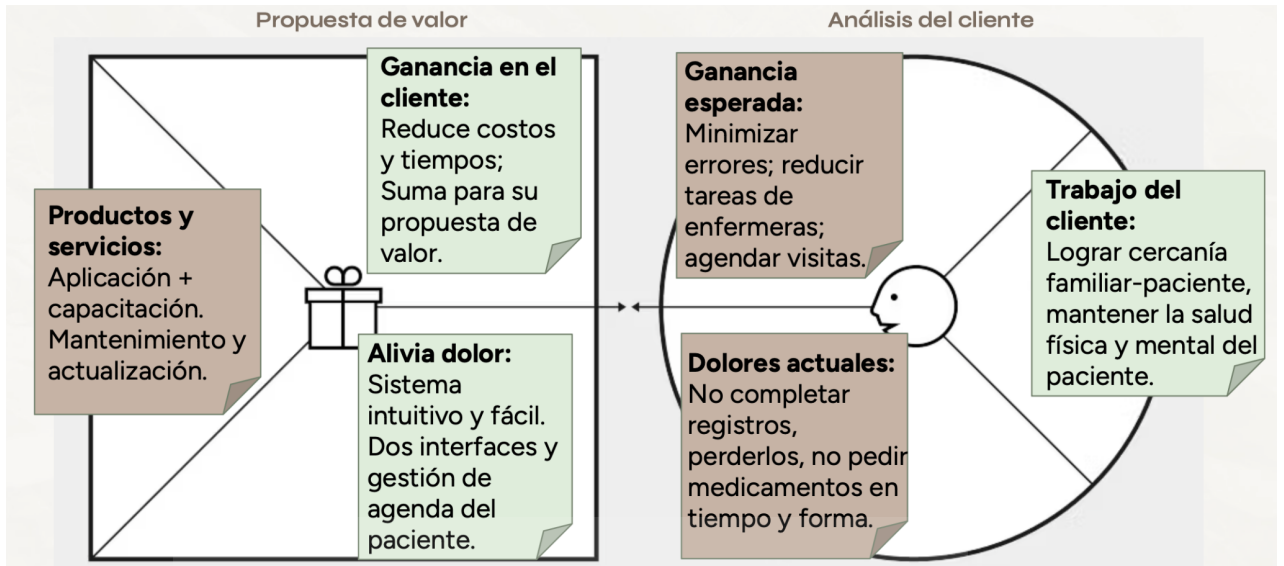 Propuesta de valor
Análisis del cliente
Ganancia en el
cliente:
Reduce costos
y tiempos;
Suma para su
propuesta de
valor.
Productos y
servicios:
Aplicación +
capacitación.
Mantenimiento y
actualización.
Alivia dolor:
Sistema
intuitivo y fácil.
Dos interfaces y
gestión de
agenda del
paciente.
Ganancia
esperada:
Minimizar
errores; reducir
tareas de
enfermeras;
agendar visitas.
Trabajo del
cliente:
Lograr cercanía
familiar-paciente,
mantener la salud
física y mental del
paciente.
Dolores actuales:
No completar
registros,
perderlos, no pedir
medicamentos en
tiempo y forma.